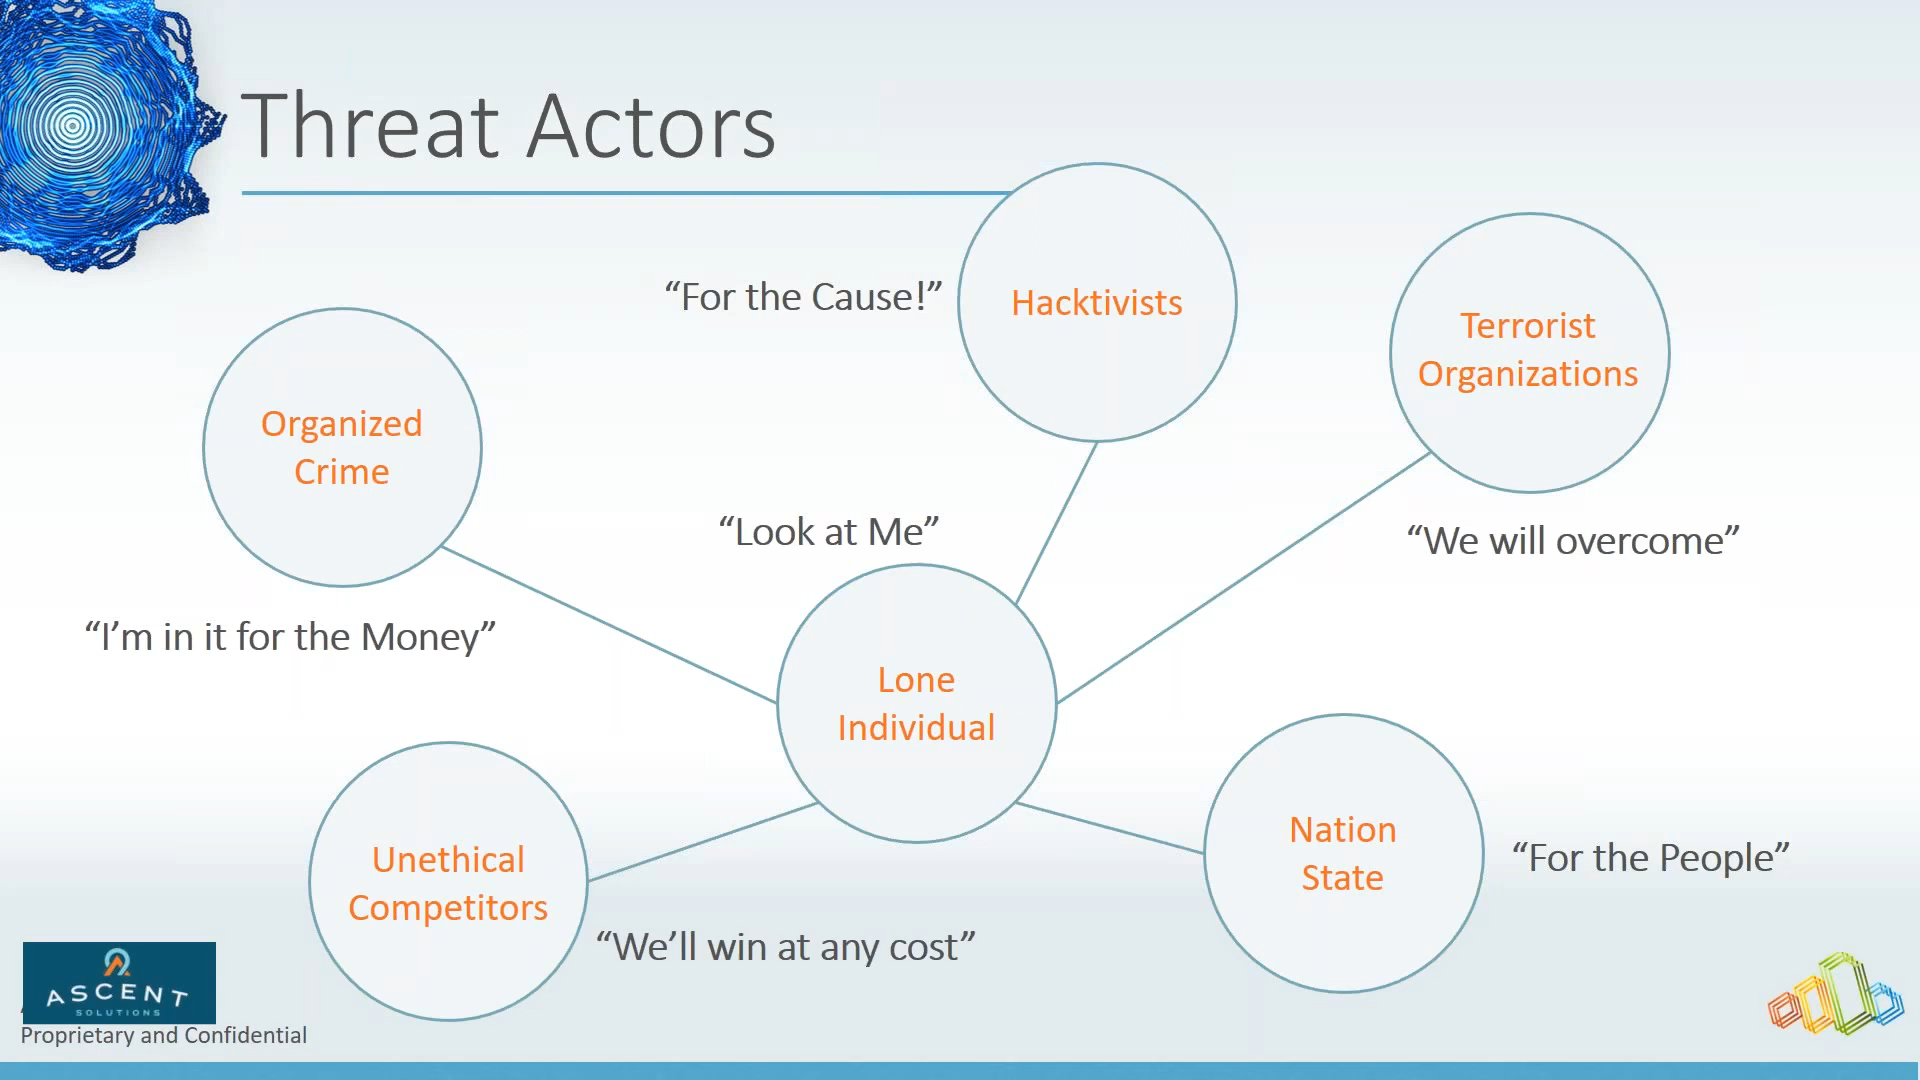 Threat Actors
“For the Cause!”
Hacktivists
Terrorist
Organizations
Organized
Crime
“Look at Me”
“We will overcome”
“I’m in it for the Money”
Lone
Individual
Nation
State
“For the People”
Unethical
Competitors
“We’ll win at any cost”
ASCENT
SOLUTIONS
Proprietary and Confidential